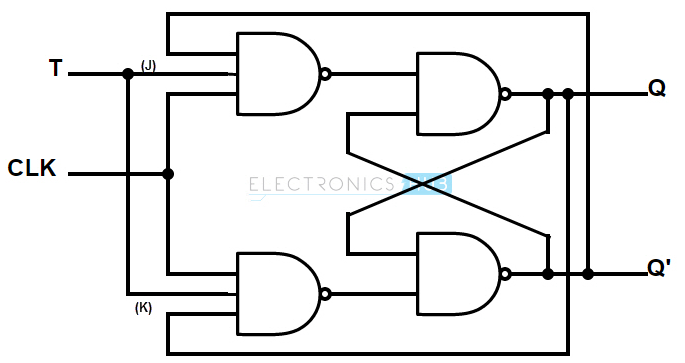 T
(J)
Q
CLK
ELECTRONICS
Q'
(K)